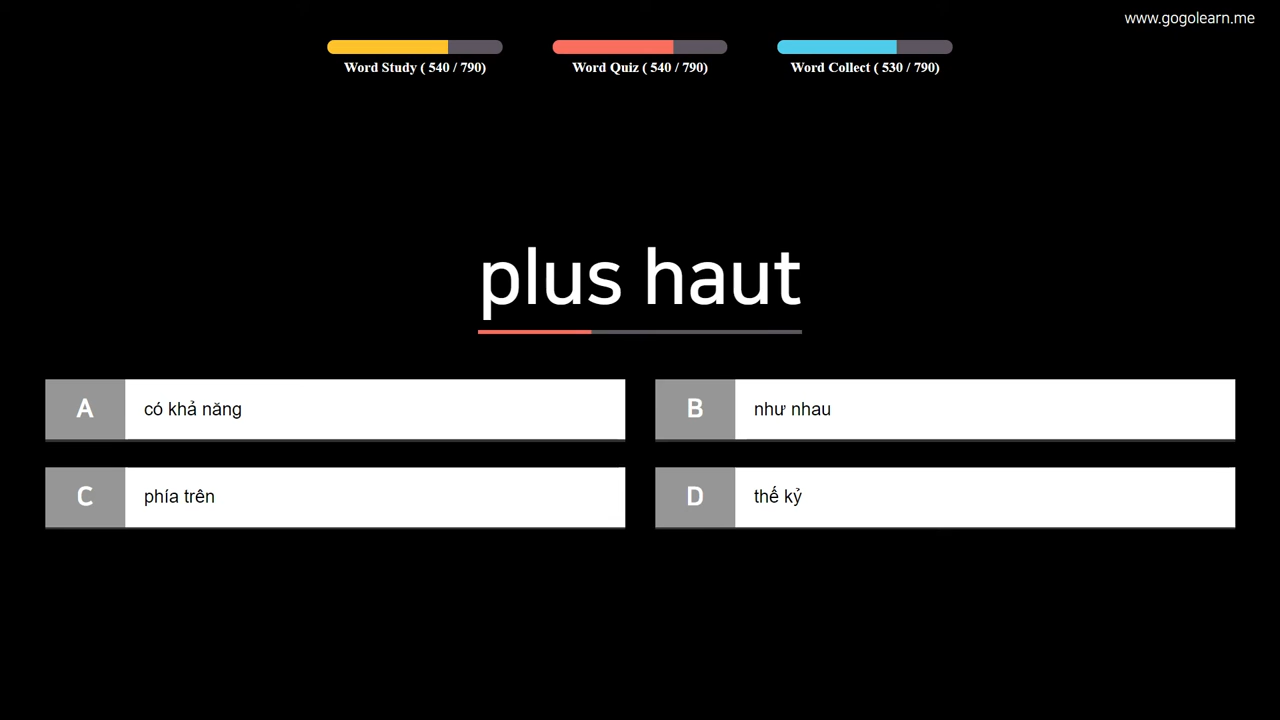 www.gogolearn.me
Word Study ( 540 / 790)
Word Quiz ( 540 / 790)
Word Collect ( 530 / 790)
plus haut
A
có khả năng
B
như nhau
C
phía trên
D
thế kỷ